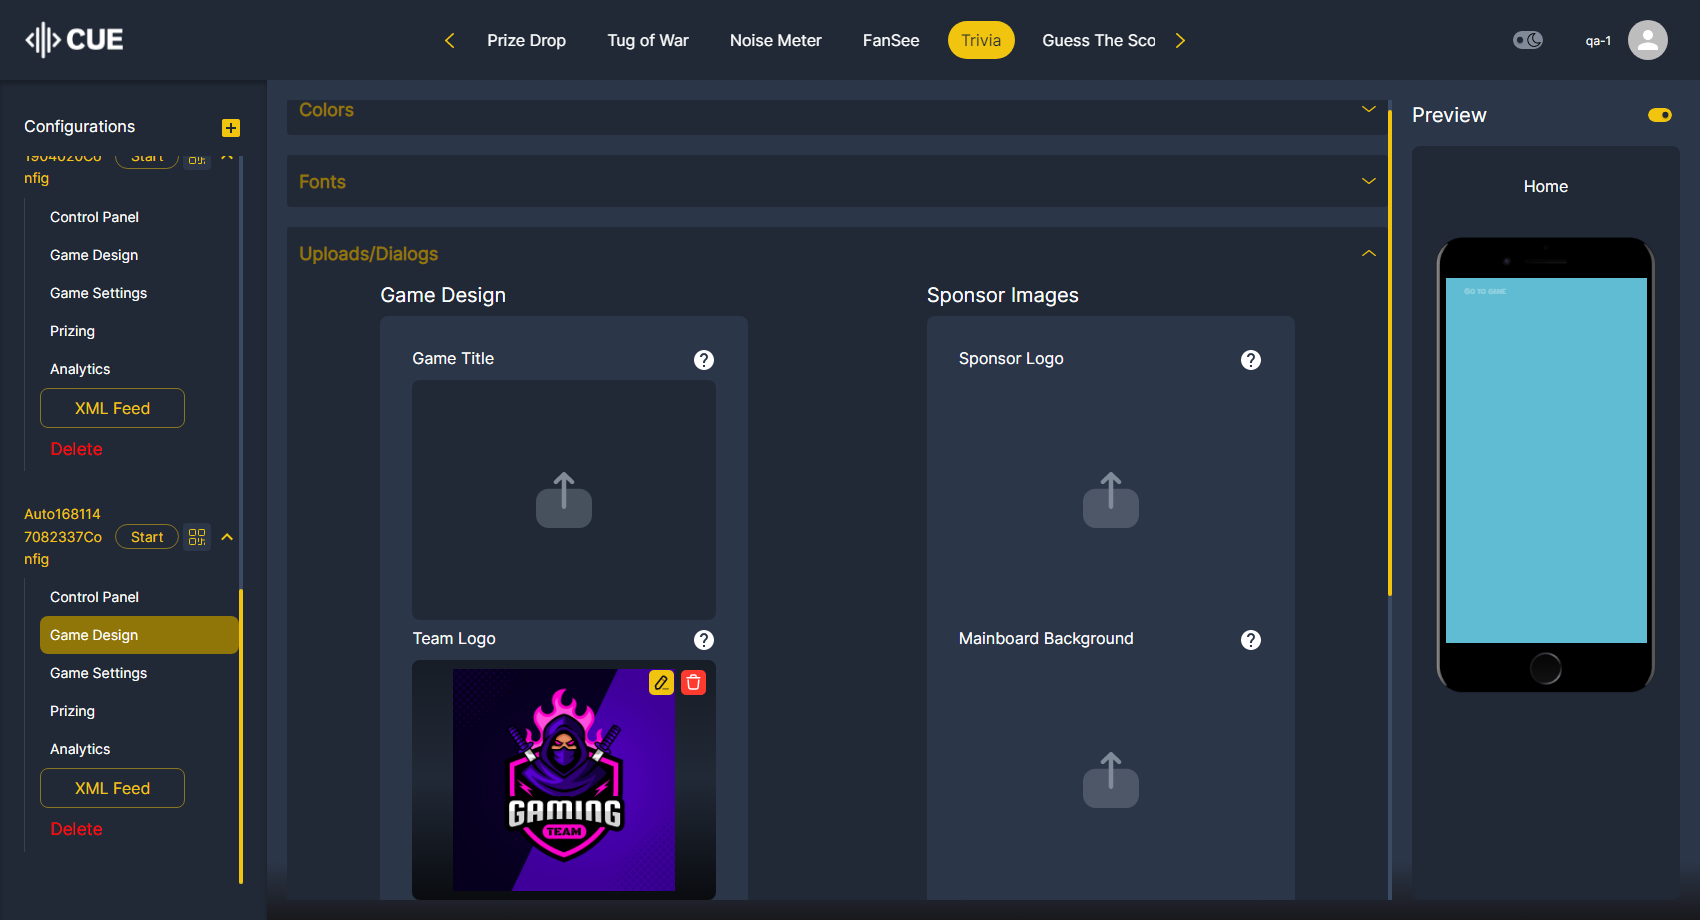 CUE
Prize Drop
Tug of War
Noise Meter
FanSee
Trivia
Guess The Sco
qa-1
Configurations
1904020Co
nfig
Start
Control Panel
Game Design
Game Settings
Prizing
Analytics
XML Feed
Delete
Auto168114
7082337Co
nfig
Start
Control Panel
Game Design
Game Settings
Prizing
Analytics
XML Feed
Delete
Colors
Fonts
Uploads/Dialogs
Game Design
Game Title
?
Team Logo
?
GAMING
TEAM
Sponsor Images
Sponsor Logo
?
Mainboard Background
?
Preview
Home
GO TO GAME